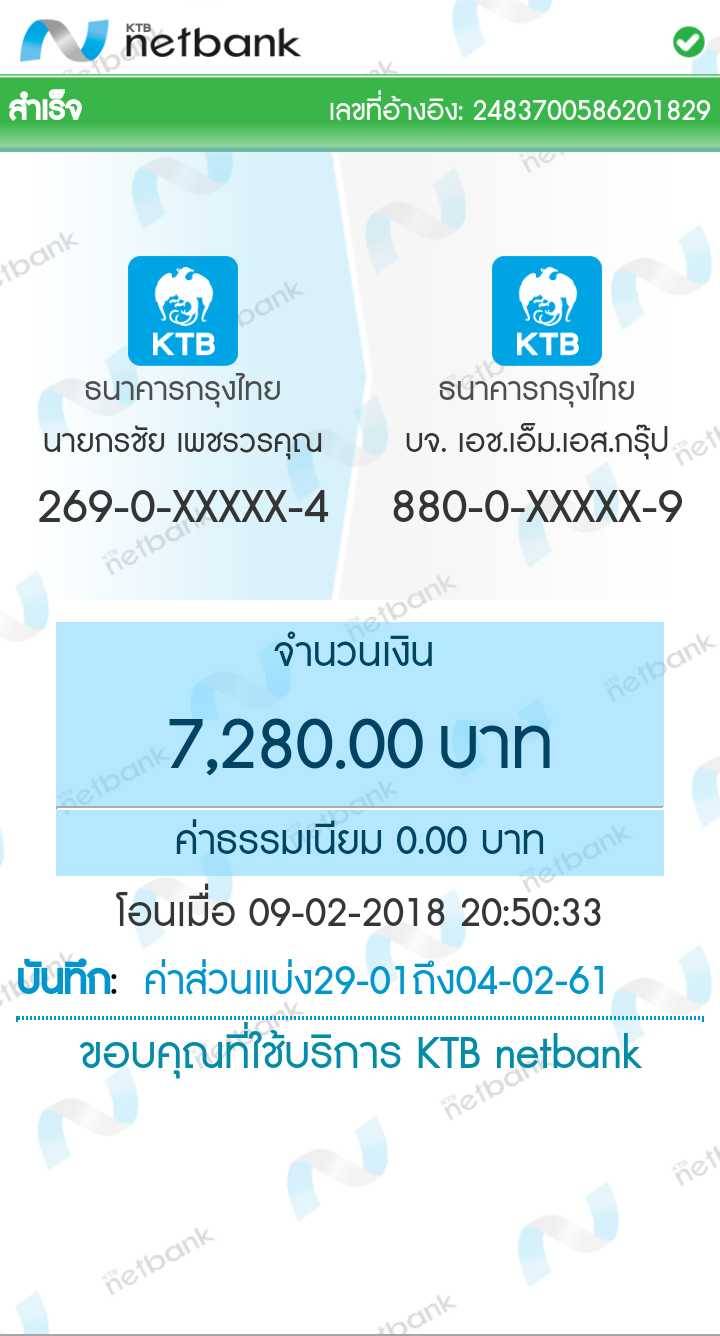 KTB
netbank
สำเร็จ เลขที่อ้างอิง: 2483700586201829
KTB KTB
ธนาคารกรุงไทย ธนาคารกรุงไทย
นายกรชัย เพชรวรคุณ บจ. เอช.เอ็ม.เอส.กรุ๊ป
269-0-XXXXX-4 880-0-XXXXX-9
จำนวนเงิน
7,280.00 บาท
ค่าธรรมเนียม 0.00 บาท
โอนเมื่อ 09-02-2018 20:50:33
บันทึก: ค่าส่วนแบ่ง29-01ถึง04-02-61
ขอบคุณที่ใช้บริการ KTB netbank